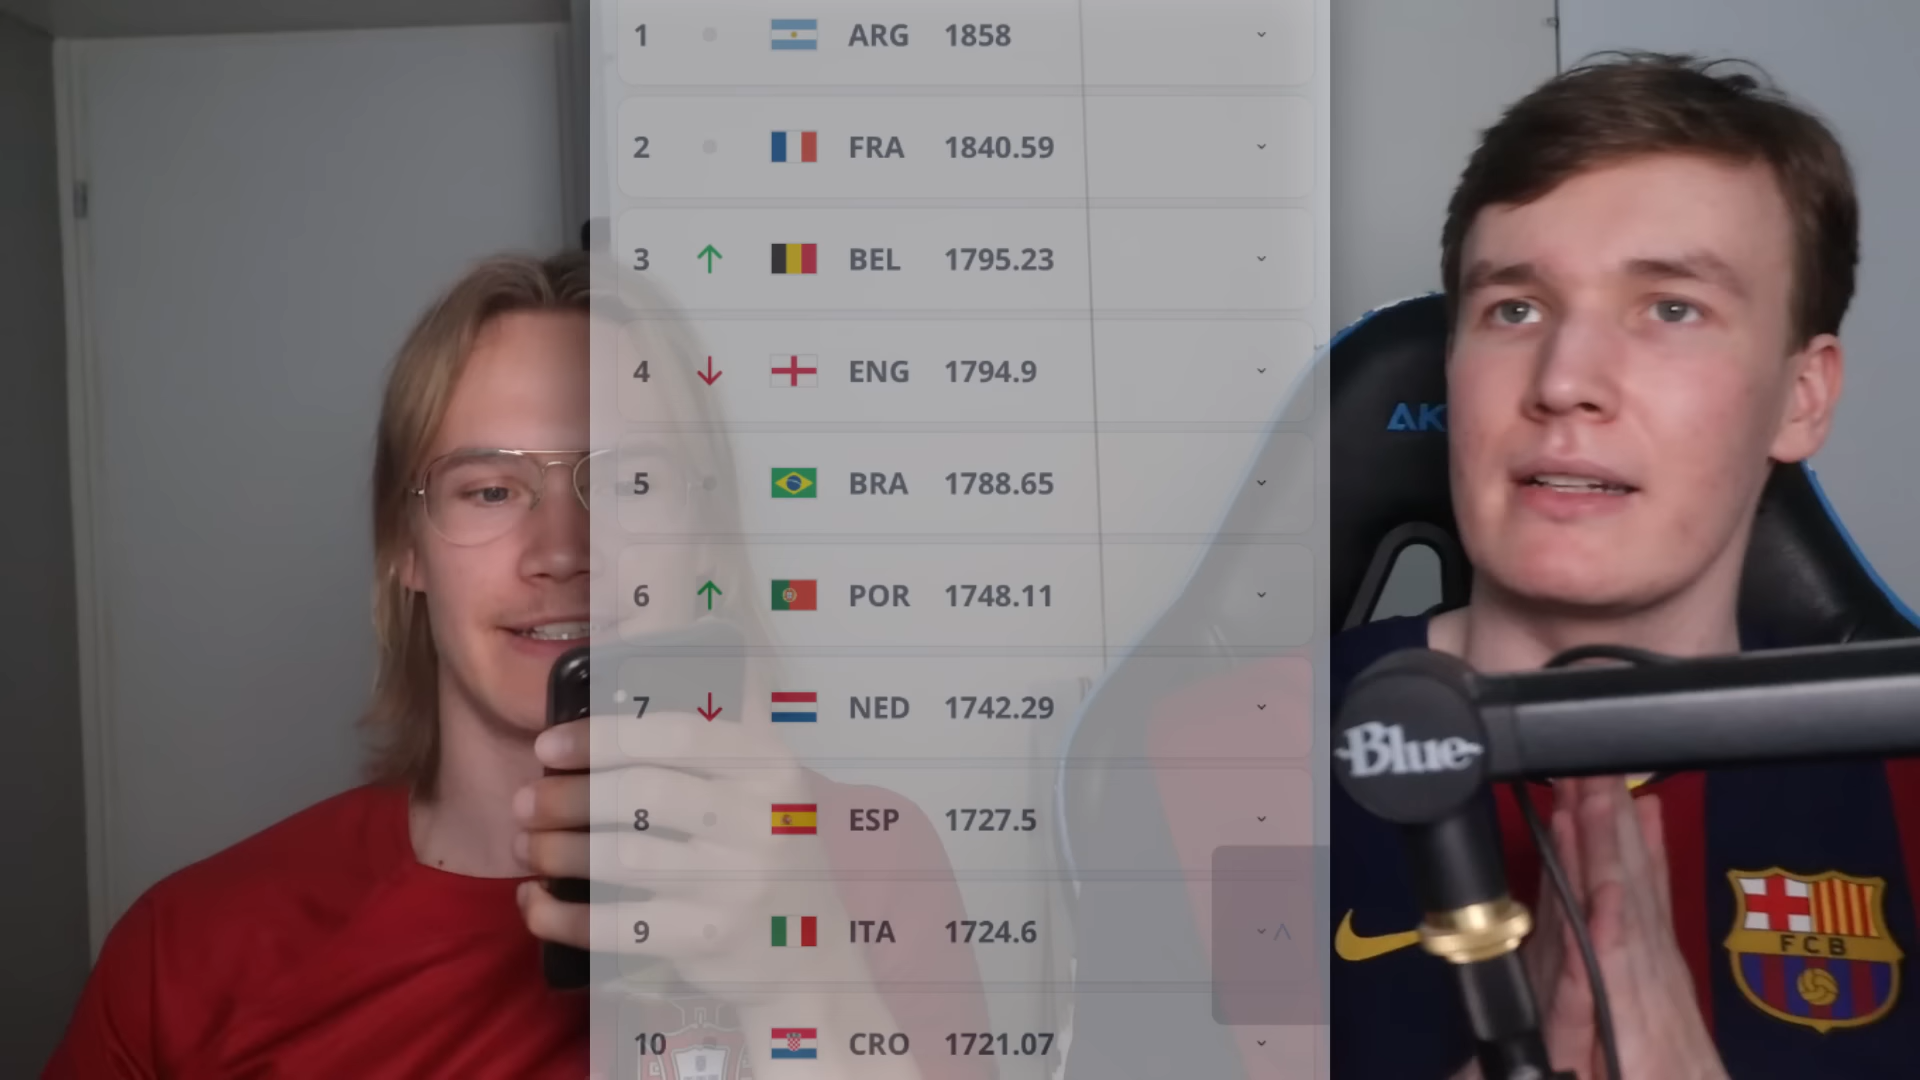 1 ARG 1858
2 FRA 1840.59
3 BEL 1795.23
4 ENG 1794.9
5 BRA 1788.65
6 POR 1748.11
7 NED 1742.29
8 ESP 1727.5
9 ITA 1724.6
10 CRO 1721.07
AK
Blue
FCB